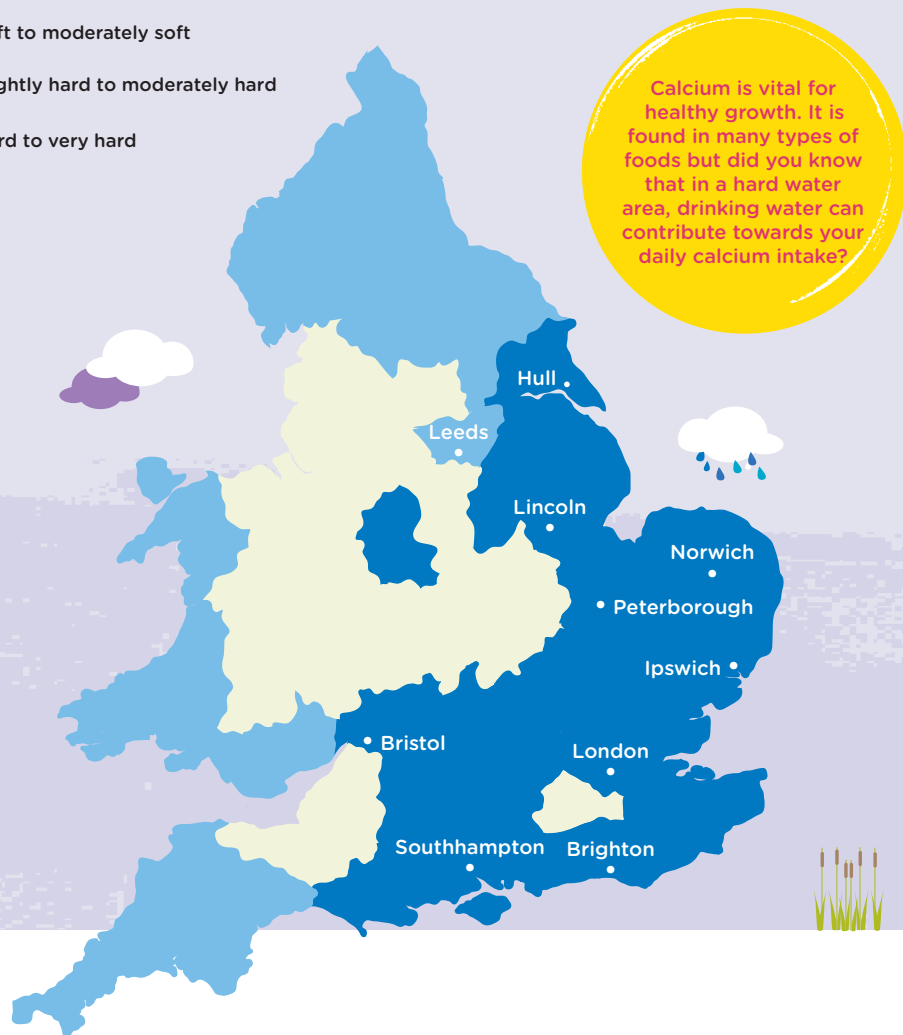 ft to moderately soft
ghtly hard to moderately hard
rd to very hard
Calcium is vital for
healthy growth. It is
found in many types of
foods but did you know
that in a hard water
area, drinking water can
contribute towards your
daily calcium intake?
Hull
Leeds
Lincoln
Norwich
Peterborough
Ipswich
Bristol
London
Southhampton
Brighton